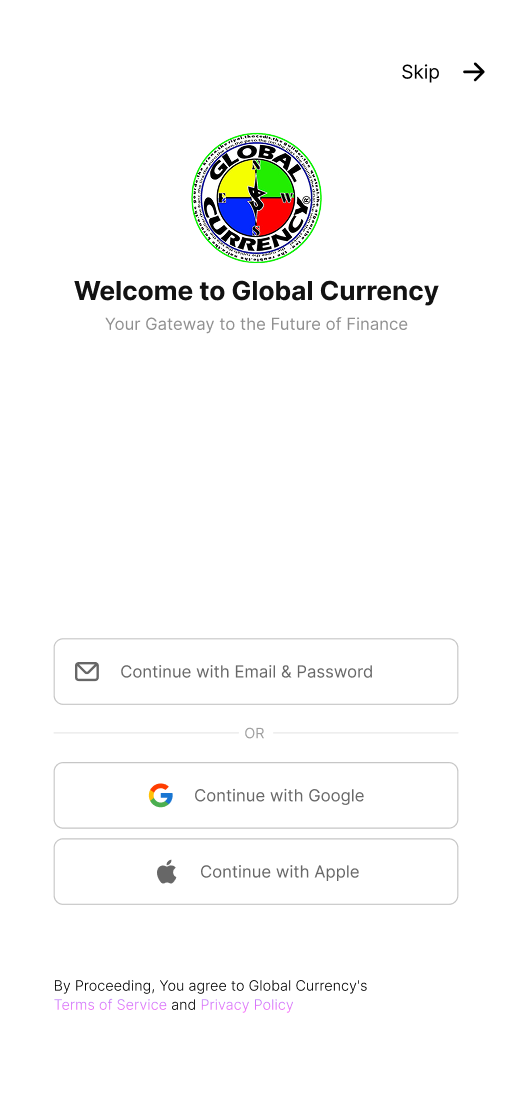 Skip
GLOBAL
N
E
W
S
CURRENCY®
Welcome to Global Currency
Your Gateway to the Future of Finance
Continue with Email & Password
OR
Continue with Google
Continue with Apple
By Proceeding, You agree to Global Currency's
Terms of Service and Privacy Policy